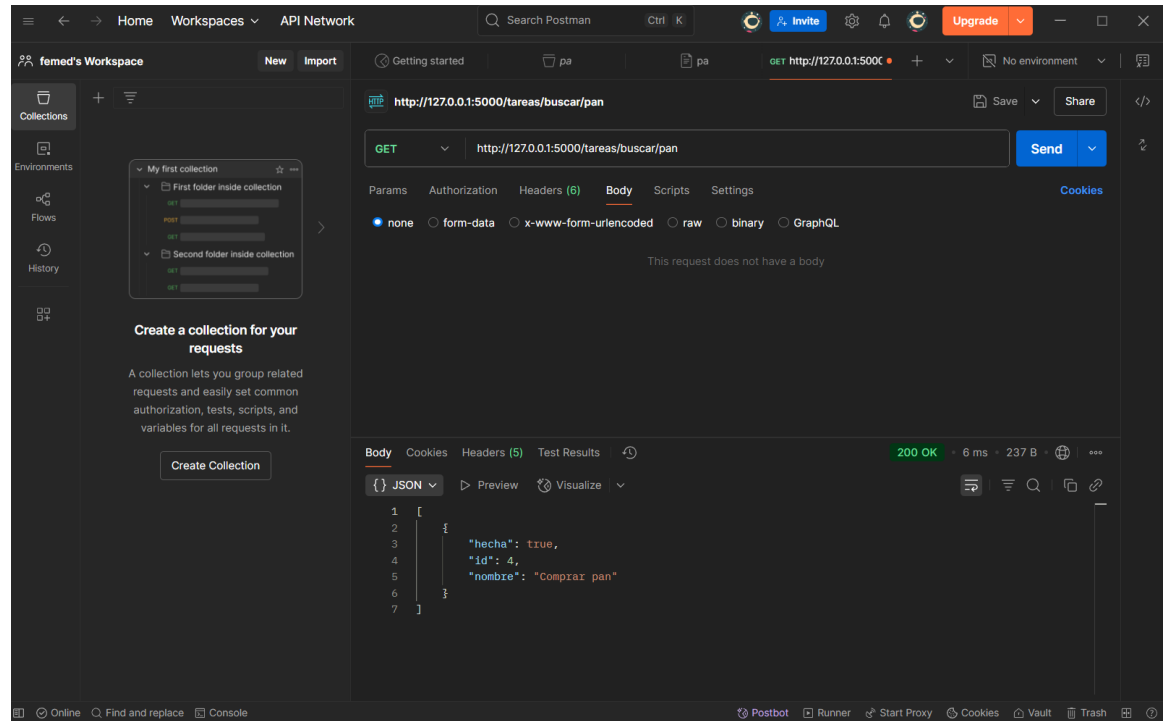 Home Workspaces API Network Search Postman Ctrl K Invite Upgrade
femed's Workspace New Import Getting started pa pa GET http://127.0.0.1:5000 No environment
Collections
Environments
Flows
History
My first collection
First folder inside collection
GET
POST
GET
Second folder inside collection
GET
GET
Create a collection for your
requests
A collection lets you group related
requests and easily set common
authorization, tests, scripts, and
variables for all requests in it.
Create Collection
HTTP http://127.0.0.1:5000/tareas/buscar/pan Save Share
GET http://127.0.0.1:5000/tareas/buscar/pan Send
Params Authorization Headers (6) Body Scripts Settings Cookies
none form-data x-www-form-urlencoded raw binary GraphQL
This request does not have a body
Body Cookies Headers (5) Test Results 200 OK 6 ms 237 B
{} JSON Preview Visualize
1 [
2 {
3 "hecha": true,
4 "id": 4,
5 "nombre": "Comprar pan"
6 }
7 ]
Online Find and replace Console Postbot Runner Start Proxy Cookies Vault Trash